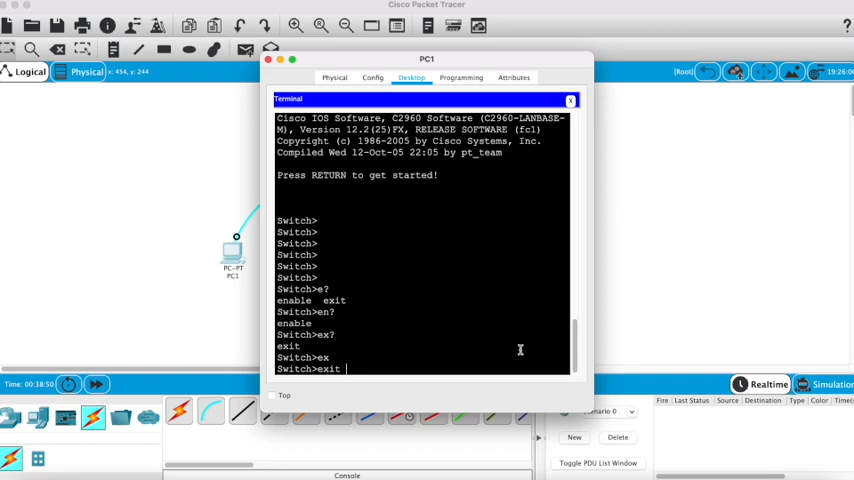 Cisco Packet Tracer
Logical
Physical
x: 454, y: 244
[Root]
19:26:00
PC1
Physical
Config
Desktop
Programming
Attributes
Terminal
X
Cisco IOS Software, C2960 Software (C2960-LANBASE-
M), Version 12.2(25)FX, RELEASE SOFTWARE (fc1)
Copyright (c) 1986-2005 by Cisco Systems, Inc.
Compiled Wed 12-Oct-05 22:05 by pt_team
Press RETURN to get started!
Switch>
Switch>
Switch>
Switch>
Switch>
Switch>
Switch>e?
enable exit
Switch>en?
enable
Switch>ex?
exit
Switch>ex
Switch>exit
PC-PT
PC1
Top
Time: 00:38:50
Realtime
Simulation
Fire
Last Status
Source
Destination
Type
Color
Time(
New
Delete
Toggle PDU List Window
Console